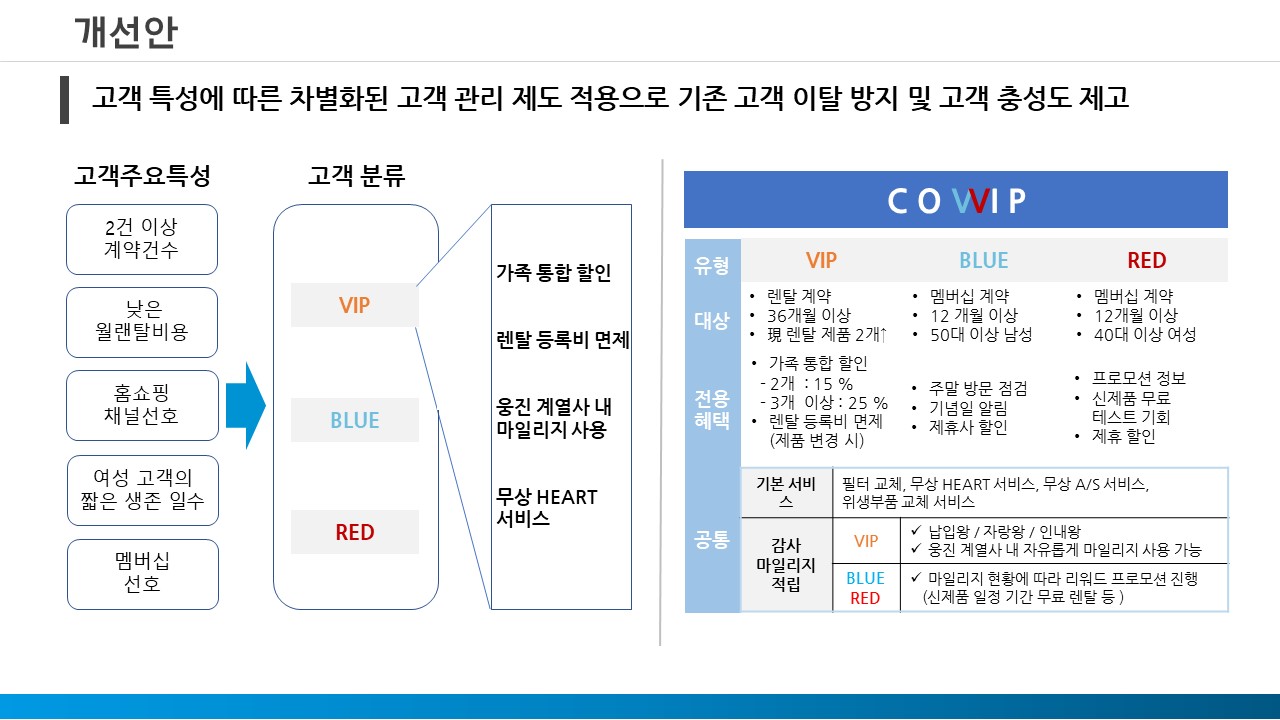 개선안
고객 특성에 따른 차별화된 고객 관리 제도 적용으로 기존 고객 이탈 방지 및 고객 충성도 제고
고객주요특성
2건 이상
계약건수
낮은
월랜탈비용
홈쇼핑
채널선호
여성 고객의
짧은 생존 일수
멤버십
선호
고객 분류
VIP
BLUE
RED
가족 통합 할인
렌탈 등록비 면제
웅진 계열사 내
마일리지 사용
무상 HEART
서비스
C O V V I P
유형
VIP
BLUE
RED
대상
• 렌탈 계약
• 36개월 이상
• 現 렌탈 제품 2개↑
• 멤버십 계약
• 12 개월 이상
• 50대 이상 남성
• 멤버십 계약
• 12개월 이상
• 40대 이상 여성
전용
혜택
• 가족 통합 할인
- 2개 : 15 %
- 3개 이상 : 25 %
• 렌탈 등록비 면제
(제품 변경 시)
• 주말 방문 점검
• 기념일 알림
• 제휴사 할인
• 프로모션 정보
• 신제품 무료
테스트 기회
• 제휴 할인
공통
기본 서비
스
필터 교체, 무상 HEART 서비스, 무상 A/S 서비스,
위생부품 교체 서비스
감사
마일리지
적립
VIP
✓ 납입왕 / 자랑왕 / 인내왕
✓ 웅진 계열사 내 자유롭게 마일리지 사용 가능
BLUE
RED
✓ 마일리지 현황에 따라 리워드 프로모션 진행
(신제품 일정 기간 무료 렌탈 등 )